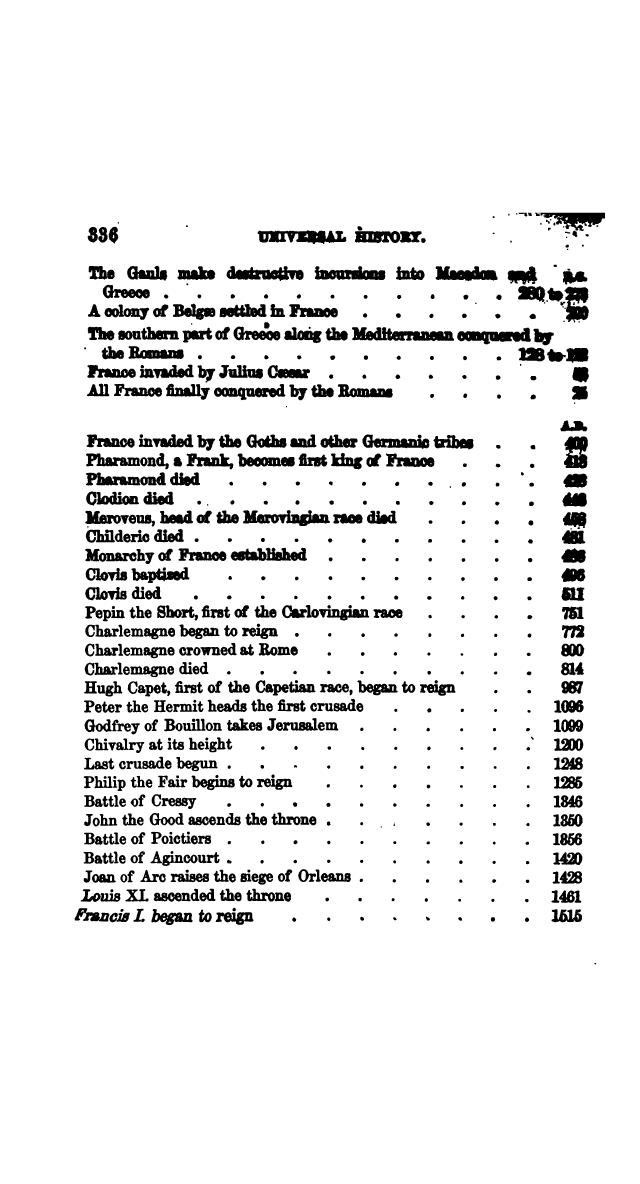 336 UNIVERSAL HISTORY.
The Gauls make destructive incursions into Macedon and B.C.
Greece . . . . . . . . . . . 280 to 278
A colony of Belgæ settled in France . . . . . . 200
The southern part of Greece along the Mediterranean conquered by
the Romans . . . . . . . . . . 128 to 122
France invaded by Julius Cæsar . . . . . . .
All France finally conquered by the Romans . . . . 25
A.D.
France invaded by the Goths and other Germanic tribes . . 400
Pharamond, a Frank, becomes first king of France . . . 418
Pharamond died . . . . . . . . . . 428
Clodion died . . . . . . . . . . . 448
Meroveus, head of the Merovingian race died . . . . 458
Childeric died . . . . . . . . . . . 481
Monarchy of France established . . . . . . . 486
Clovis baptised . . . . . . . . . . 496
Clovis died . . . . . . . . . . . 511
Pepin the Short, first of the Carlovingian race . . . . 751
Charlemagne began to reign . . . . . . . . 772
Charlemagne crowned at Rome . . . . . . . 800
Charlemagne died . . . . . . . . . . 814
Hugh Capet, first of the Capetian race, began to reign . . 987
Peter the Hermit heads the first crusade . . . . . 1096
Godfrey of Bouillon takes Jerusalem . . . . . . 1099
Chivalry at its height . . . . . . . . . 1200
Last crusade begun . . . . . . . . . . 1248
Philip the Fair begins to reign . . . . . . . 1285
Battle of Cressy . . . . . . . . . . 1346
John the Good ascends the throne . . . . . . . 1350
Battle of Poictiers . . . . . . . . . . 1356
Battle of Agincourt . . . . . . . . . . 1420
Joan of Arc raises the siege of Orleans . . . . . . 1428
Louis XI. ascended the throne . . . . . . . 1461
Francis I. began to reign . . . . . . . . 1515